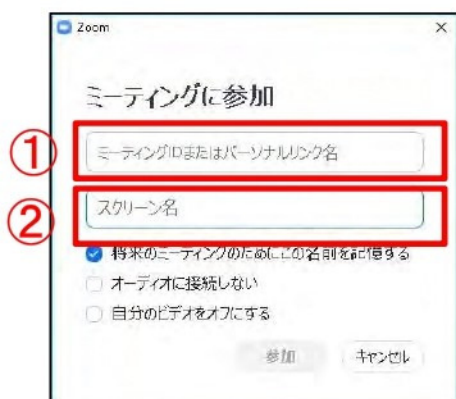 Zoom
ミーティングに参加
① ミーティングIDまたはパーソナルリンク名
② スクリーン名
将来のミーティングのためにこの名前を記憶する
オーディオに接続しない
自分のビデオをオフにする
参加 キャンセル